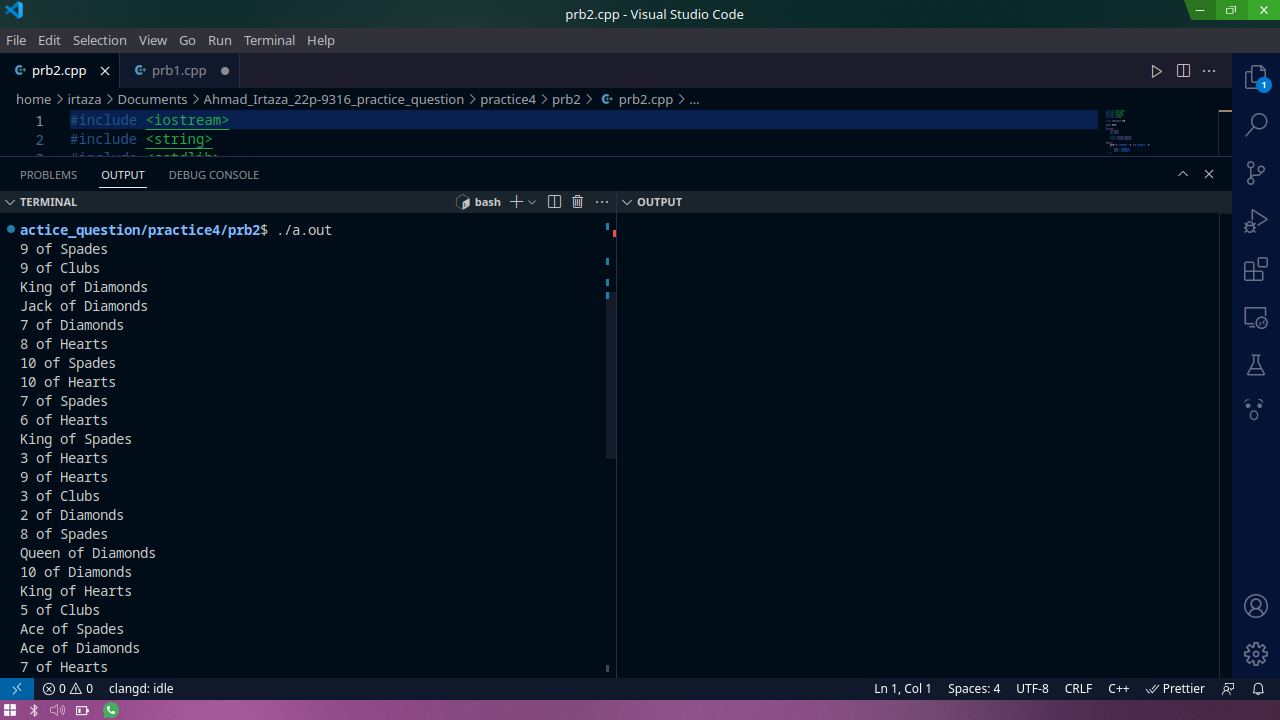 prb2.cpp - Visual Studio Code
File Edit Selection View Go Run Terminal Help
prb2.cpp prb1.cpp
home > irtaza > Documents > Ahmad_Irtaza_22p-9316_practice_question > practice4 > prb2 > prb2.cpp > ...
1 #include <iostream>
2 #include <string>
3 #include <cstdlib>
1
PROBLEMS OUTPUT DEBUG CONSOLE
TERMINAL bash
OUTPUT
actice_question/practice4/prb2$ ./a.out
9 of Spades
9 of Clubs
King of Diamonds
Jack of Diamonds
7 of Diamonds
8 of Hearts
10 of Spades
10 of Hearts
7 of Spades
6 of Hearts
King of Spades
3 of Hearts
9 of Hearts
3 of Clubs
2 of Diamonds
8 of Spades
Queen of Diamonds
10 of Diamonds
King of Hearts
5 of Clubs
Ace of Spades
Ace of Diamonds
7 of Hearts
0 0 clangd: idle Ln 1, Col 1 Spaces: 4 UTF-8 CRLF C++ Prettier